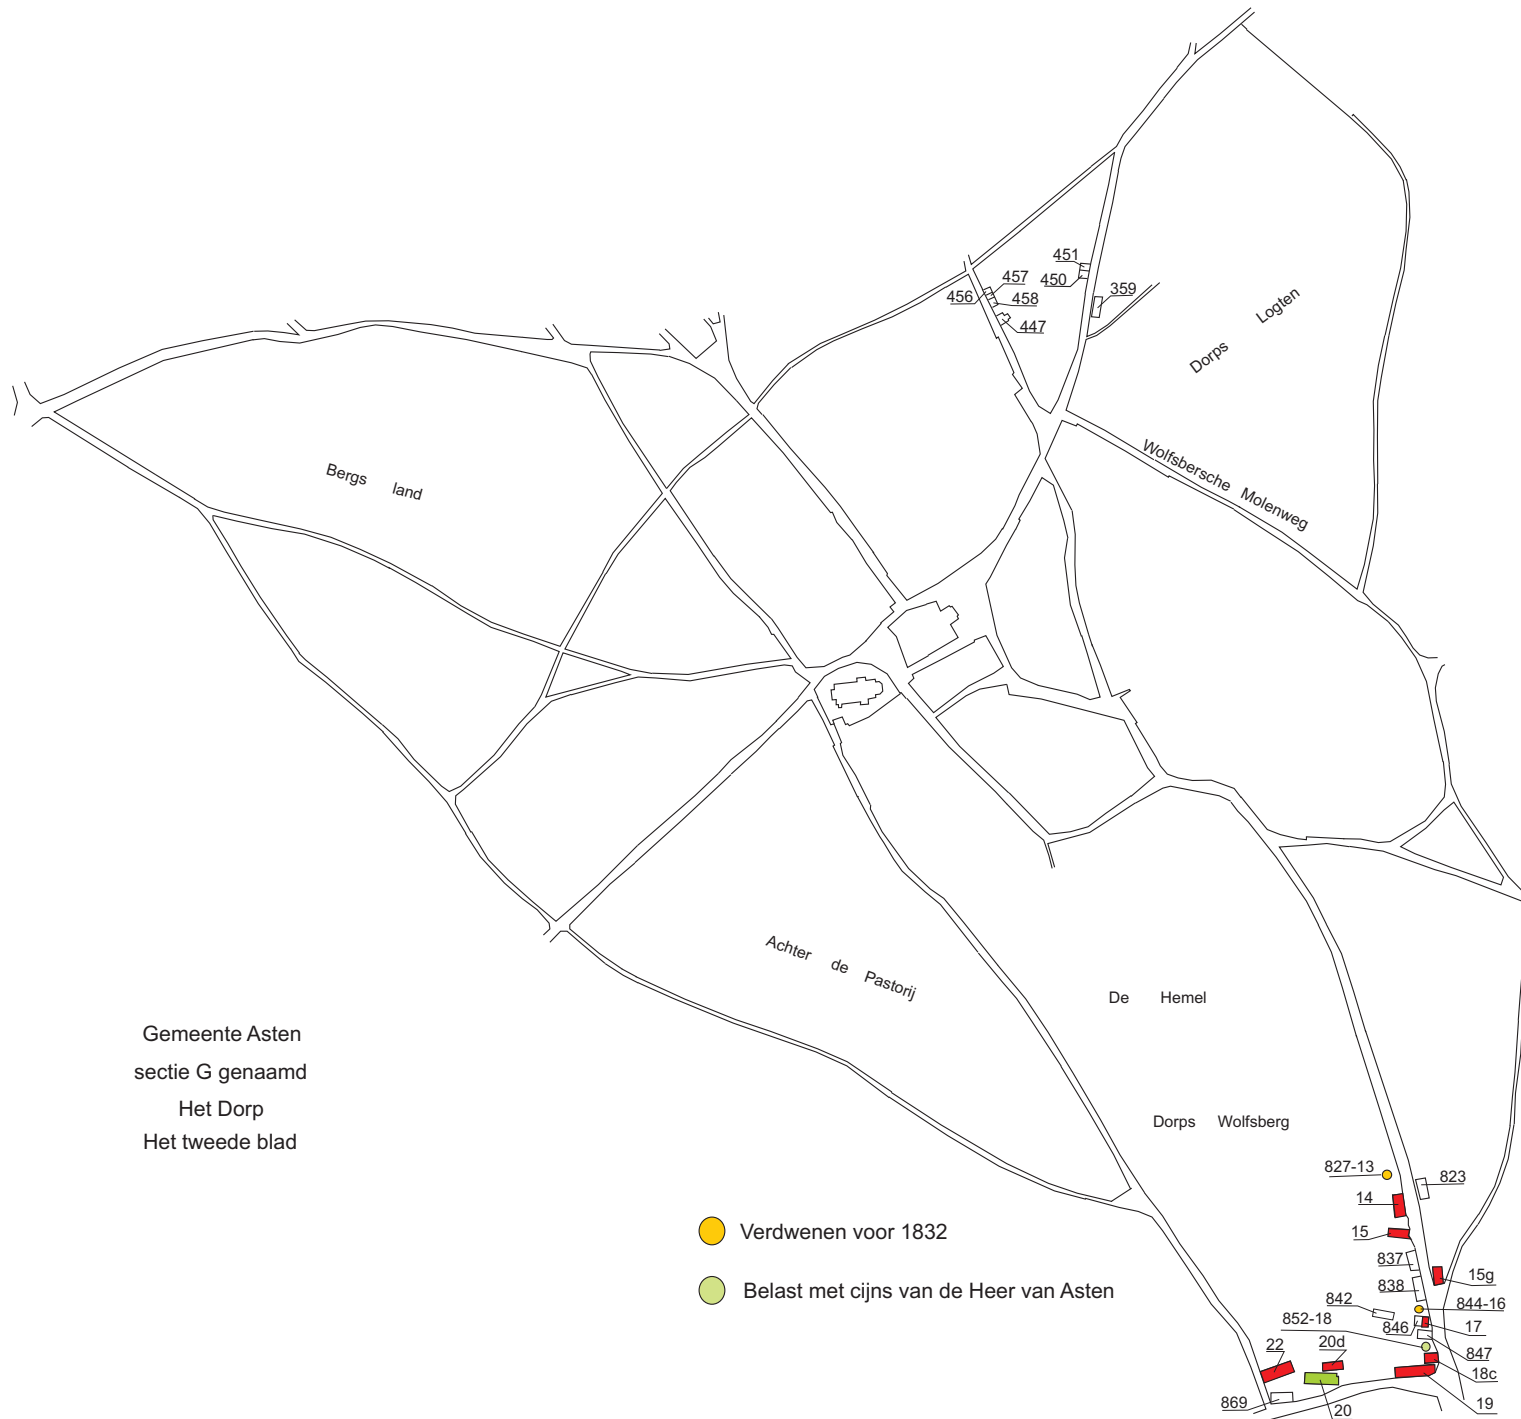 451
457
450
456
458
359
447
Dorps Logten
Wolfsbersche Molenweg
Bergs land
Achter de Pastorij
De Hemel
Gemeente Asten
sectie G genaamd
Het Dorp
Het tweede blad
Dorps Wolfsberg
827-13
823
14
15
Verdwenen voor 1832
837
15g
838
Belast met cijns van de Heer van Asten
842
844-16
852-18
846
17
22
20d
847
18c
869
20
19